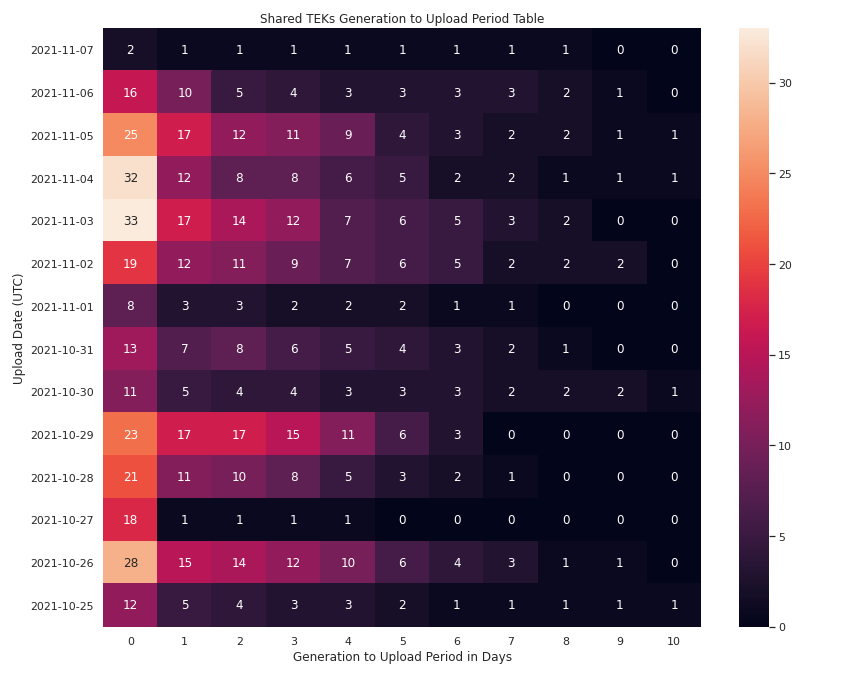 Shared TEKs Generation to Upload Period Table
2021-11-07 2 1 1 1 1 1 1 1 1 0 0
2021-11-06 16 10 5 4 3 3 3 3 2 1 0
2021-11-05 25 17 12 11 9 4 3 2 2 1 1
2021-11-04 32 12 8 8 6 5 2 2 1 1 1
2021-11-03 33 17 14 12 7 6 5 3 2 0 0
2021-11-02 19 12 11 9 7 6 5 2 2 2 0
2021-11-01 8 3 3 2 2 2 1 1 0 0 0
2021-10-31 13 7 8 6 5 4 3 2 1 0 0
2021-10-30 11 5 4 4 3 3 3 2 2 2 1
2021-10-29 23 17 17 15 11 6 3 0 0 0 0
2021-10-28 21 11 10 8 5 3 2 1 0 0 0
2021-10-27 18 1 1 1 1 0 0 0 0 0 0
2021-10-26 28 15 14 12 10 6 4 3 1 1 0
2021-10-25 12 5 4 3 3 2 1 1 1 1 1
0 1 2 3 4 5 6 7 8 9 10
Generation to Upload Period in Days
Upload Date (UTC)
30
25
20
15
10
5
0